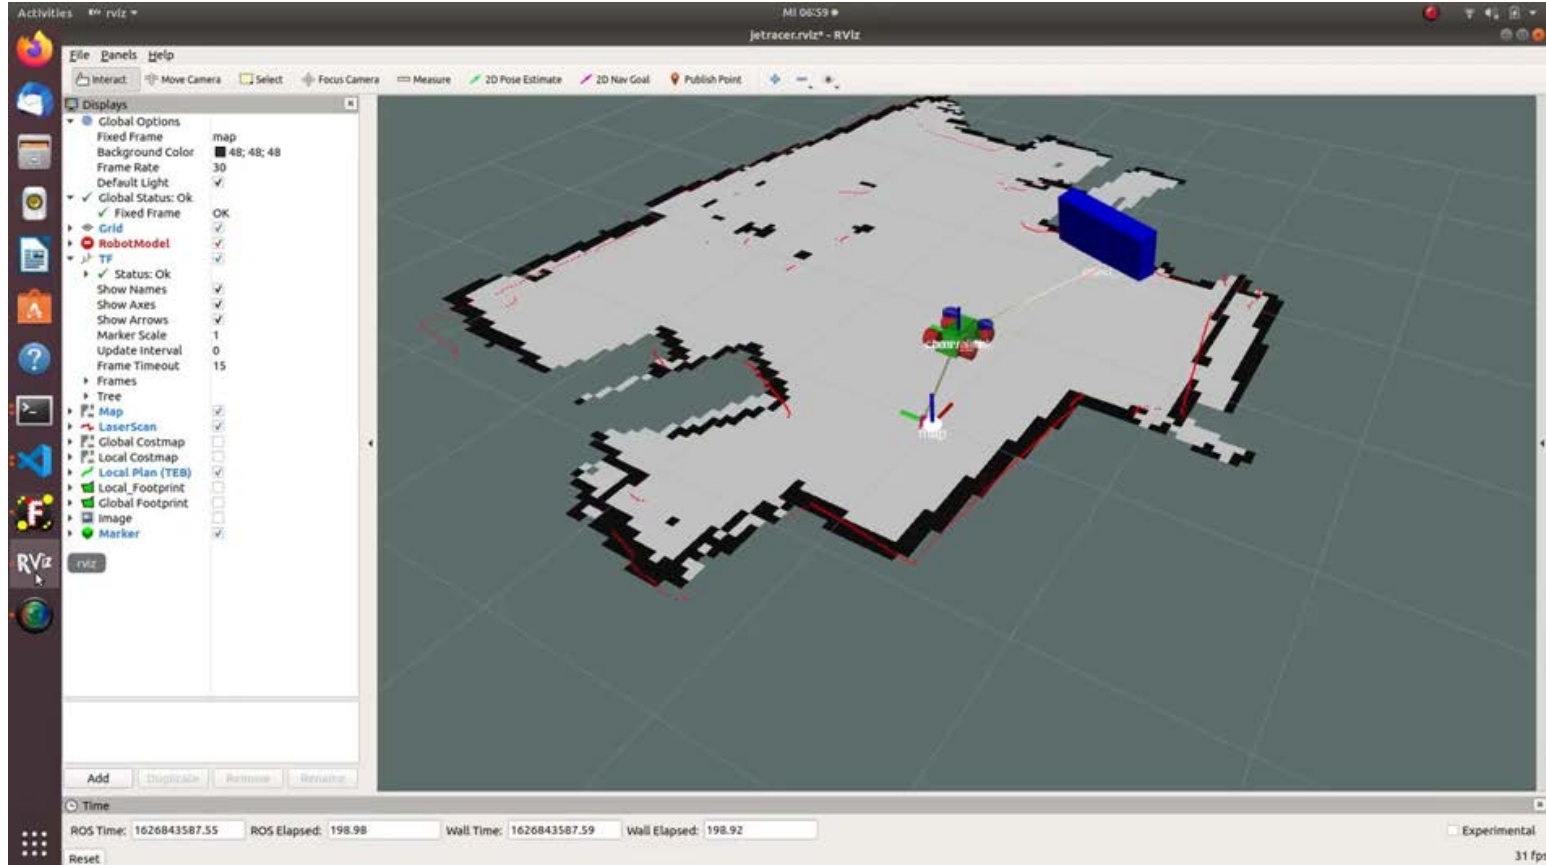 Activities rviz MI 06:59
jetracer.rviz* - RViz
File Panels Help
Interact Move Camera Select Focus Camera Measure 2D Pose Estimate 2D Nav Goal Publish Point
Displays
Global Options
Fixed Frame map
Background Color 48; 48; 48
Frame Rate 30
Default Light
Global Status: Ok
Fixed Frame OK
Grid
RobotModel
TF
Status: Ok
Show Names
Show Axes
Show Arrows
Marker Scale 1
Update Interval 0
Frame Timeout 15
Frames
Tree
Map
LaserScan
Global Costmap
Local Costmap
Local Plan (TEB)
Local_Footprint
Global Footprint
Image
Marker
RViz rviz
map
Add Duplicate Remove Rename
Time
ROS Time: 1626843587.55 ROS Elapsed: 198.98 Wall Time: 1626843587.59 Wall Elapsed: 198.92 Experimental
Reset 31 fps